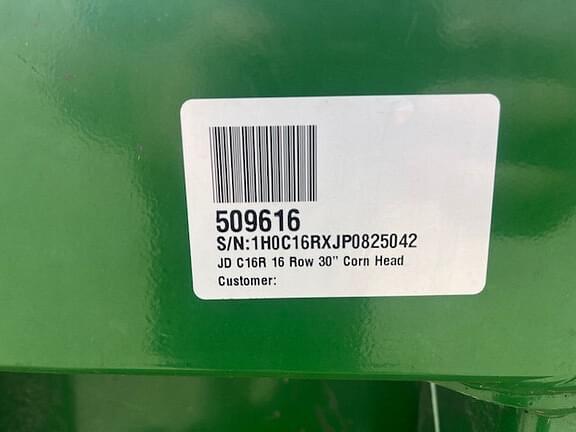 509616
S/N:1H0C16RXJP0825042
JD C16R 16 Row 30" Corn Head
Customer: